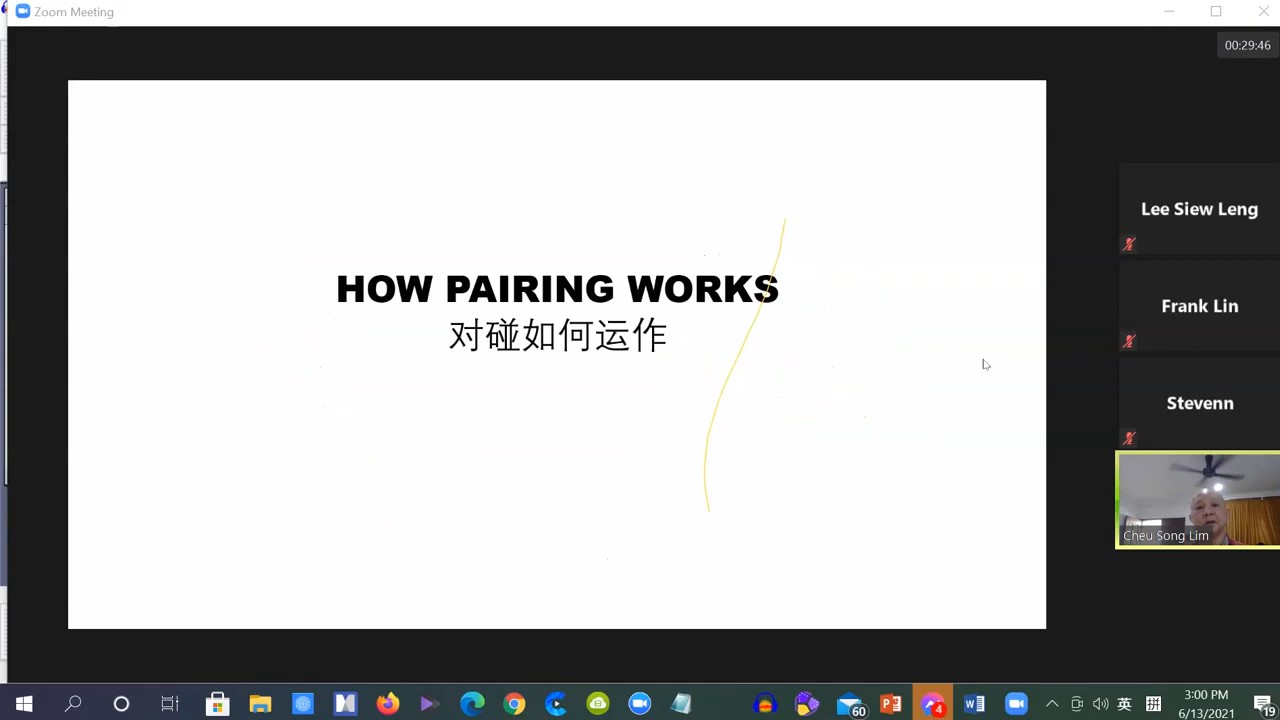 Zoom Meeting
00:29:46
HOW PAIRING WORKS
对碰如何运作
Lee Siew Leng
Frank Lin
Stevenn
Cheu Song Lim
60
4
英
拼
3:00 PM
6/13/2021
19